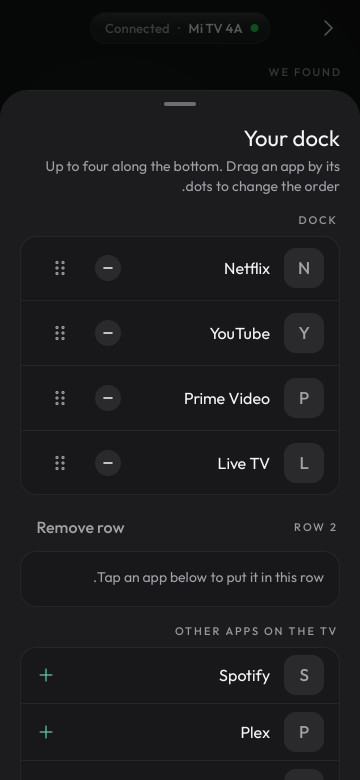 Connected · Mi TV 4A
WE FOUND
Your dock
Up to four along the bottom. Drag an app by its
.dots to change the order
DOCK
Netflix N
YouTube Y
Prime Video P
Live TV L
Remove row ROW 2
.Tap an app below to put it in this row
OTHER APPS ON THE TV
Spotify S
Plex P